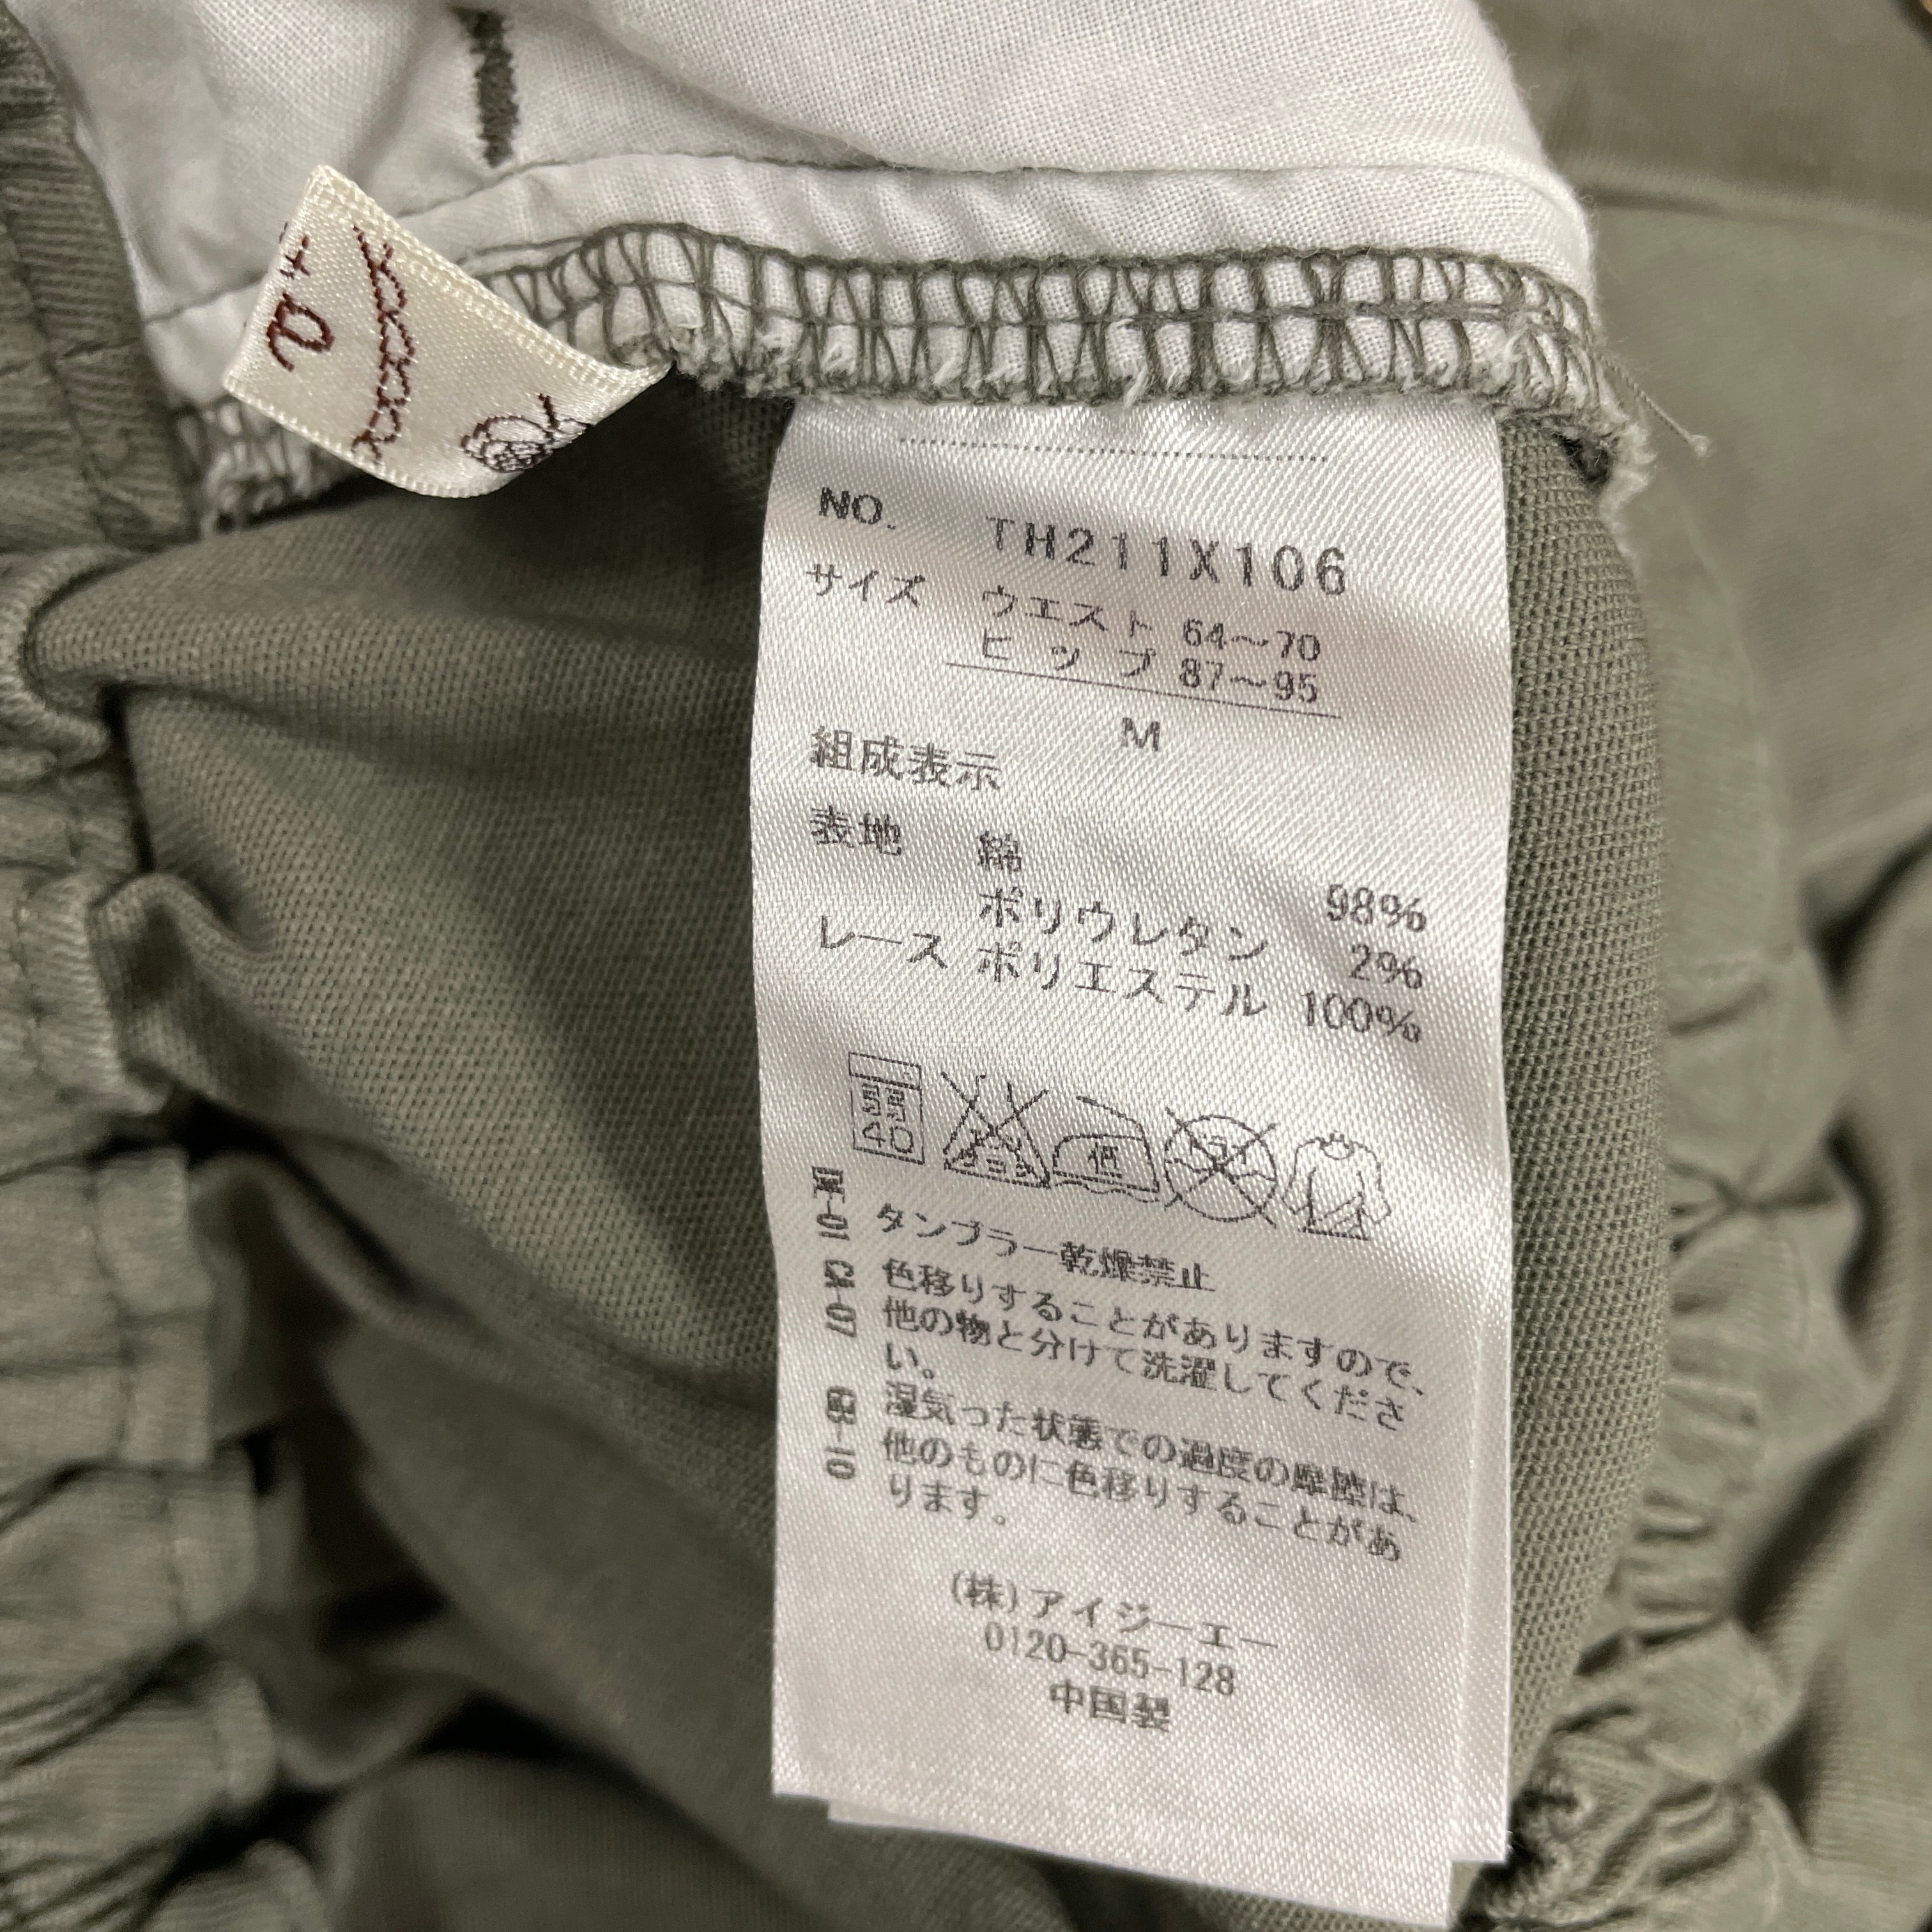 a
NO. TH211X106
サイズ ウエスト 64～70
ヒップ 87～95
M
組成表示
表地 綿 98%
ポリウレタン 2%
レース ポリエステル 100%
40
低
タンブラー乾燥禁止
色移りすることがありますので、
他の物と分けて洗濯してくださ
い。
湿気った状態での過度の摩擦は、
他のものに色移りすることがあ
ります。
(株)アイジーエー
0120-365-128
中国製